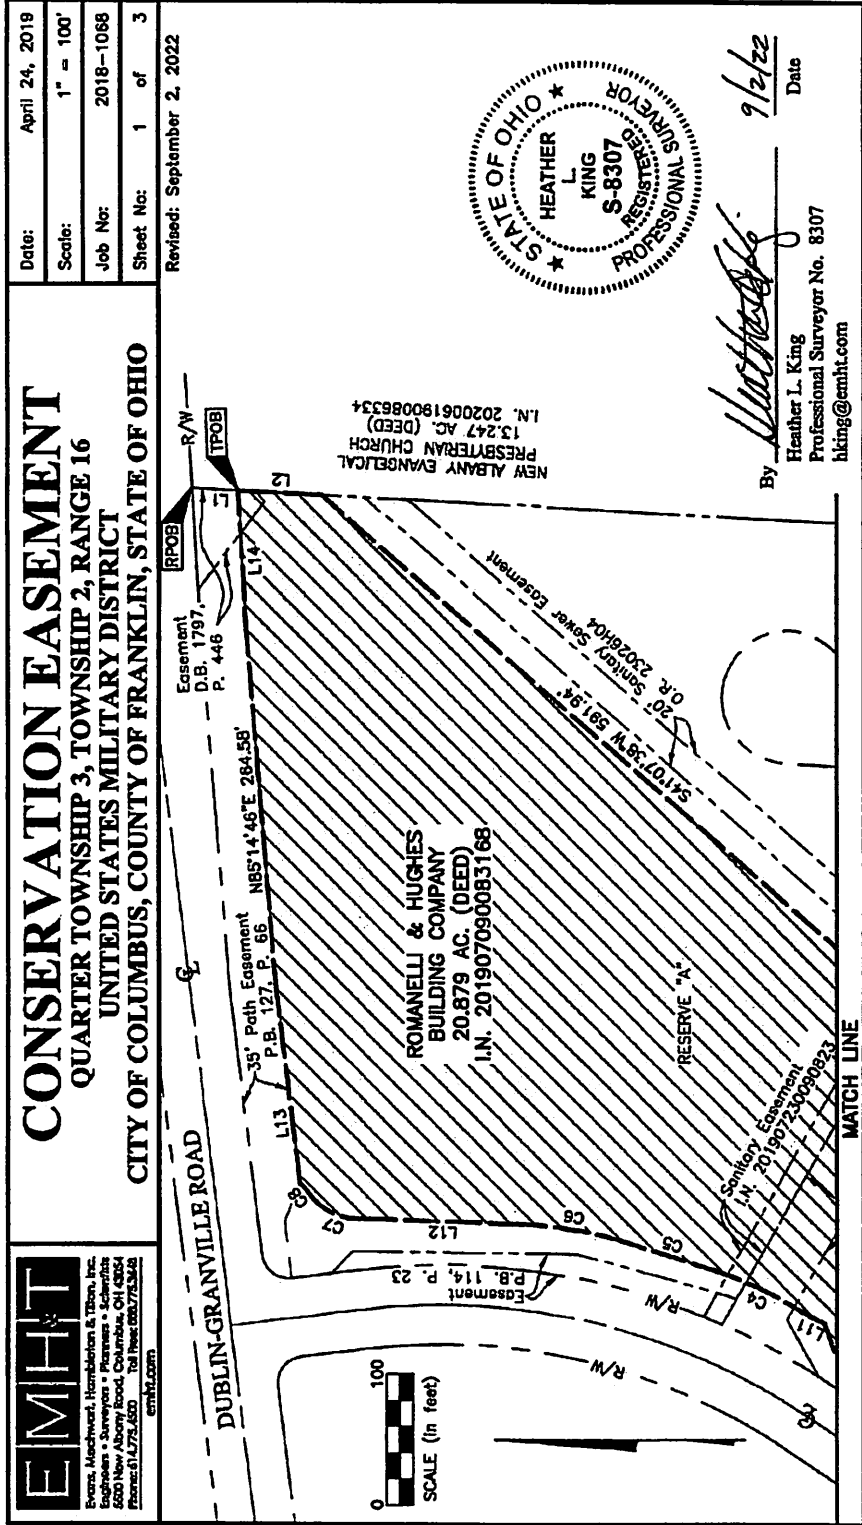 EMH&T
Evans, Mechwart, Hambleton & Tilton, Inc.
Engineers • Surveyors • Planners • Scientists
5500 New Albany Road, Columbus, OH 43054
Phone: 614.775.4500 Toll Free: 888.775.3648
emht.com
CONSERVATION EASEMENT
QUARTER TOWNSHIP 3, TOWNSHIP 2, RANGE 16
UNITED STATES MILITARY DISTRICT
CITY OF COLUMBUS, COUNTY OF FRANKLIN, STATE OF OHIO
Date: April 24, 2019
Scale: 1" = 100'
Job No: 2018-1068
Sheet No: 1 of 3
Revised: September 2, 2022
DUBLIN-GRANVILLE ROAD
℄
35' Path Easement
P.B. 127, P. 66
Easement
D.B. 1797,
P. 446
RPOB
R/W
TPOB
L1
L2
L14
N85°14'46"E 264.58'
L13
C8
C7
L12
C6
C5
C4
L11
Easement
P.B. 114, P. 23
R/W
R/W
℄
0 100
SCALE (In feet)
ROMANELLI & HUGHES
BUILDING COMPANY
20.879 AC. (DEED)
I.N. 201907090083168
RESERVE "A"
Sanitary Easement
I.N. 201907230090823
S41°07'38"W 591.94'
20' Sanitary Sewer Easement
O.R. 23026H04
NEW ALBANY EVANGELICAL
PRESBYTERIAN CHURCH
13.247 AC. (DEED)
I.N. 202006190086334
MATCH LINE
STATE OF OHIO
HEATHER
L.
KING
S-8307
REGISTERED
PROFESSIONAL SURVEYOR
By
9/2/22
Heather L. King
Date
Professional Surveyor No. 8307
hking@emht.com